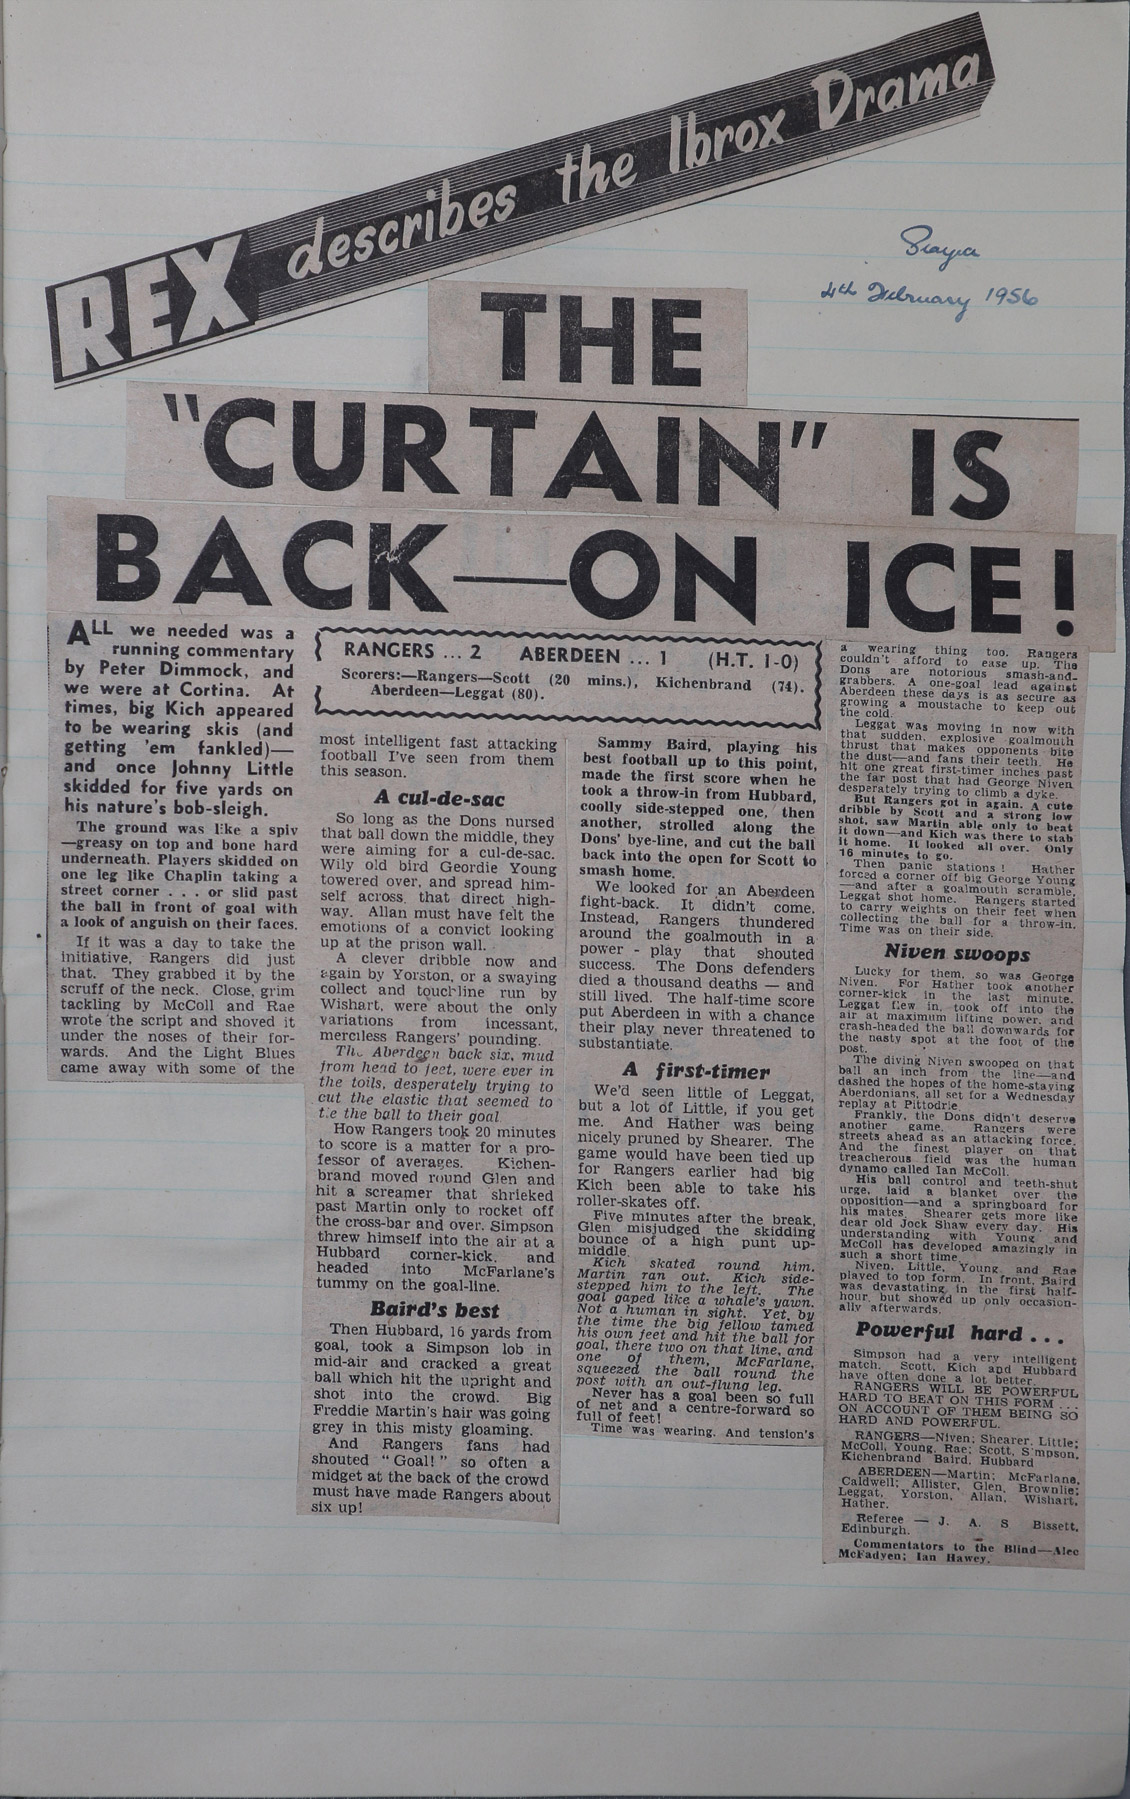 REX describes the Ibrox Drama
4th February 1956
THE
"CURTAIN" IS
BACK—ON ICE!
ALL we needed was a
running commentary
by Peter Dimmock, and
we were at Cortina. At
times, big Kich appeared
to be wearing skis (and
getting 'em fankled)—
and once Johnny Little
skidded for five yards on
his nature's bob-sleigh.
The ground was like a spiv
—greasy on top and bone hard
underneath. Players skidded on
one leg like Chaplin taking a
street corner . . . or slid past
the ball in front of goal with
a look of anguish on their faces.
If it was a day to take the
initiative, Rangers did just
that. They grabbed it by the
scruff of the neck. Close, grim
tackling by McColl and Rae
wrote the script and shoved it
under the noses of their for-
wards. And the Light Blues
came away with some of the
RANGERS ... 2 ABERDEEN ... 1 (H.T. 1-0)
Scorers:—Rangers—Scott (20 mins.), Kichenbrand (74).
Aberdeen—Leggat (80).
most intelligent fast attacking
football I've seen from them
this season.
A cul-de-sac
So long as the Dons nursed
that ball down the middle, they
were aiming for a cul-de-sac.
Wily old bird Geordie Young
towered over, and spread him-
self across, that direct high-
way. Allan must have felt the
emotions of a convict looking
up at the prison wall.
A clever dribble now and
again by Yorston, or a swaying
collect and touch-line run by
Wishart, were about the only
variations from incessant,
merciless Rangers' pounding.
The Aberdeen back six, mud
from head to feet, were ever in
the toils, desperately trying to
cut the elastic that seemed to
tie the ball to their goal
How Rangers took 20 minutes
to score is a matter for a pro-
fessor of averages. Kichen-
brand moved round Glen and
hit a screamer that shrieked
past Martin only to rocket off
the cross-bar and over. Simpson
threw himself into the air at a
Hubbard corner-kick, and
headed into McFarlane's
tummy on the goal-line.
Baird's best
Then Hubbard, 16 yards from
goal, took a Simpson lob in
mid-air and cracked a great
ball which hit the upright and
shot into the crowd. Big
Freddie Martin's hair was going
grey in this misty gloaming.
And Rangers fans had
shouted "Goal!" so often a
midget at the back of the crowd
must have made Rangers about
six up!
Sammy Baird, playing his
best football up to this point,
made the first score when he
took a throw-in from Hubbard,
coolly side-stepped one, then
another, strolled along the
Dons' bye-line, and cut the ball
back into the open for Scott to
smash home.
We looked for an Aberdeen
fight-back. It didn't come.
Instead, Rangers thundered
around the goalmouth in a
power - play that shouted
success. The Dons defenders
died a thousand deaths — and
still lived. The half-time score
put Aberdeen in with a chance
their play never threatened to
substantiate.
A first-timer
We'd seen little of Leggat,
but a lot of Little, if you get
me. And Hather was being
nicely pruned by Shearer. The
game would have been tied up
for Rangers earlier had big
Kich been able to take his
roller-skates off.
Five minutes after the break,
Glen misjudged the skidding
bounce of a high punt up-
middle.
Kich skated round him.
Martin ran out. Kich side-
stepped him to the left. The
goal gaped like a whale's yawn.
Not a human in sight. Yet, by
the time the big fellow tamed
his own feet and hit the ball for
goal, there two on that line, and
one of them, McFarlane,
squeezed the ball round the
post with an out-flung leg.
Never has a goal been so full
of net and a centre-forward so
full of feet!
Time was wearing. And tension's
a wearing thing too. Rangers
couldn't afford to ease up. The
Dons are notorious smash-and-
grabbers. A one-goal lead against
Aberdeen these days is as secure as
growing a moustache to keep out
the cold.
Leggat was moving in now with
that sudden, explosive goalmouth
thrust that makes opponents bite
the dust—and fans their teeth. He
hit one great first-timer inches past
the far post that had George Niven
desperately trying to climb a dyke.
But Rangers got in again. A cute
dribble by Scott and a strong low
shot, saw Martin able only to beat
it down—and Kich was there to stab
it home. It looked all over. Only
16 minutes to go.
Then panic stations! Hather
forced a corner off big George Young
—and after a goalmouth scramble,
Leggat shot home. Rangers started
to carry weights on their feet when
collecting the ball for a throw-in.
Time was on their side.
Niven swoops
Lucky for them, so was George
Niven. For Hather took another
corner-kick in the last minute.
Leggat flew in, took off into the
air at maximum lifting power, and
crash-headed the ball downwards for
the nasty spot at the foot of the
post.
The diving Niven swooped on that
ball an inch from the line—and
dashed the hopes of the home-staying
Aberdonians, all set for a Wednesday
replay at Pittodrie
Frankly, the Dons didn't deserve
another game. Rangers were
streets ahead as an attacking force.
And the finest player on that
treacherous field was the human
dynamo called Ian McColl.
His ball control and teeth-shut
urge, laid a blanket over the
opposition—and a springboard for
his mates. Shearer gets more like
dear old Jock Shaw every day. His
understanding with Young and
McColl has developed amazingly in
such a short time.
Niven, Little, Young and Rae
played to top form. In front, Baird
was devastating in the first half-
hour, but showed up only occasion-
ally afterwards.
Powerful hard . . .
Simpson had a very intelligent
match. Scott, Kich and Hubbard
have often done a lot better.
RANGERS WILL BE POWERFUL
HARD TO BEAT ON THIS FORM . . .
ON ACCOUNT OF THEM BEING SO
HARD AND POWERFUL.
RANGERS—Niven; Shearer, Little;
McColl, Young, Rae; Scott, Simpson,
Kichenbrand Baird, Hubbard
ABERDEEN—Martin; McFarlane,
Caldwell; Allister, Glen, Brownlie;
Leggat, Yorston, Allan, Wishart,
Hather.
Referee — J. A. S Bissett,
Edinburgh.
Commentators to the Blind—Alec
McFadyen; Ian Hawey.